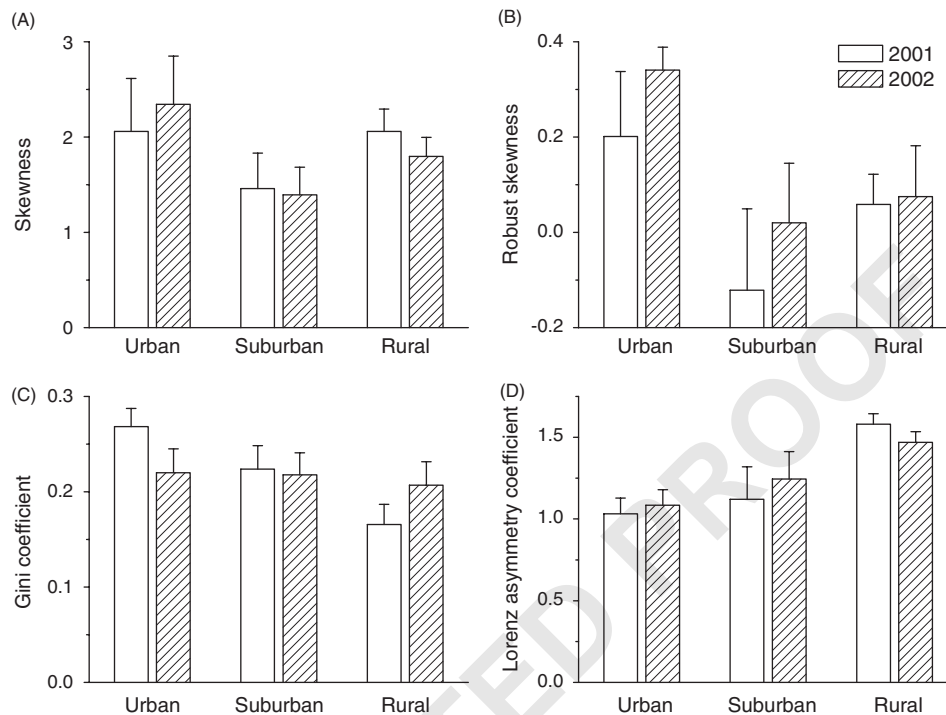 (A)
3
2
1
0
Skewness
Urban Suburban Rural
(B)
0.4
0.2
0.0
-0.2
Robust skewness
2001
2002
Urban Suburban Rural
(C)
0.3
0.2
0.1
0.0
Gini coefficient
Urban Suburban Rural
(D)
1.5
1.0
0.5
0.0
Lorenz asymmetry coefficient
Urban Suburban Rural
TED PROOF